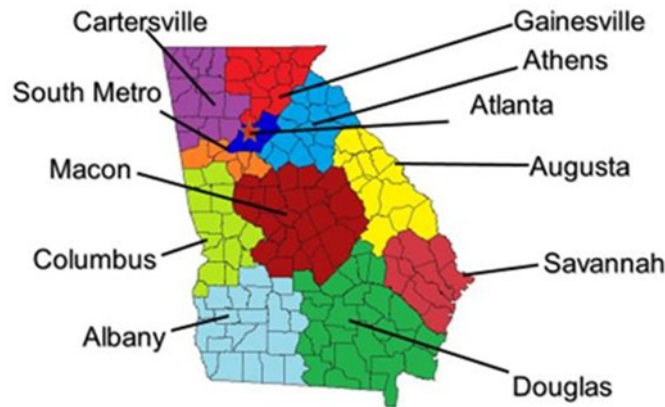 Cartersville
Gainesville
Athens
South Metro
Atlanta
Macon
Augusta
Columbus
Savannah
Albany
Douglas